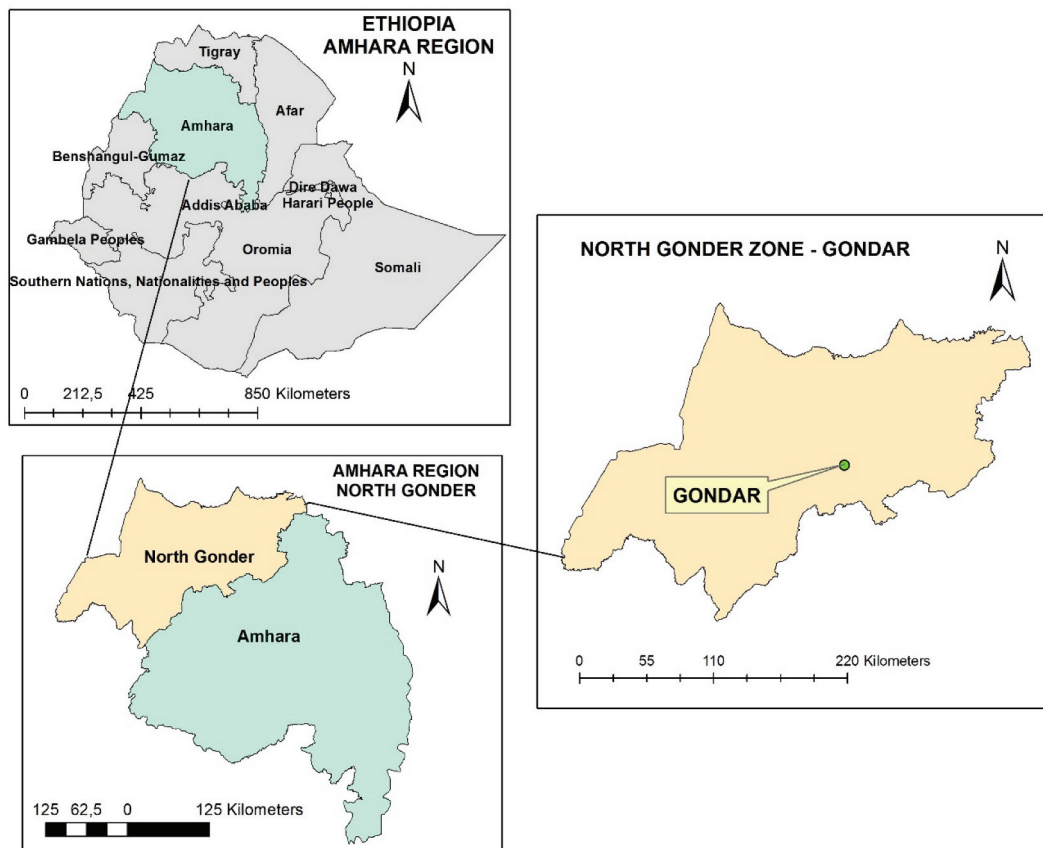 ETHIOPIA
AMHARA REGION
N
Tigray
Afar
Amhara
Benshangul-Gumaz
Dire Dawa
Addis Ababa
Harari People
Gambela Peoples
Oromia
Somali
Southern Nations, Nationalities and Peoples
0 212,5 425 850 Kilometers
AMHARA REGION
NORTH GONDER
North Gonder
N
Amhara
125 62,5 0 125 Kilometers
NORTH GONDER ZONE - GONDAR
N
GONDAR
0 55 110 220 Kilometers